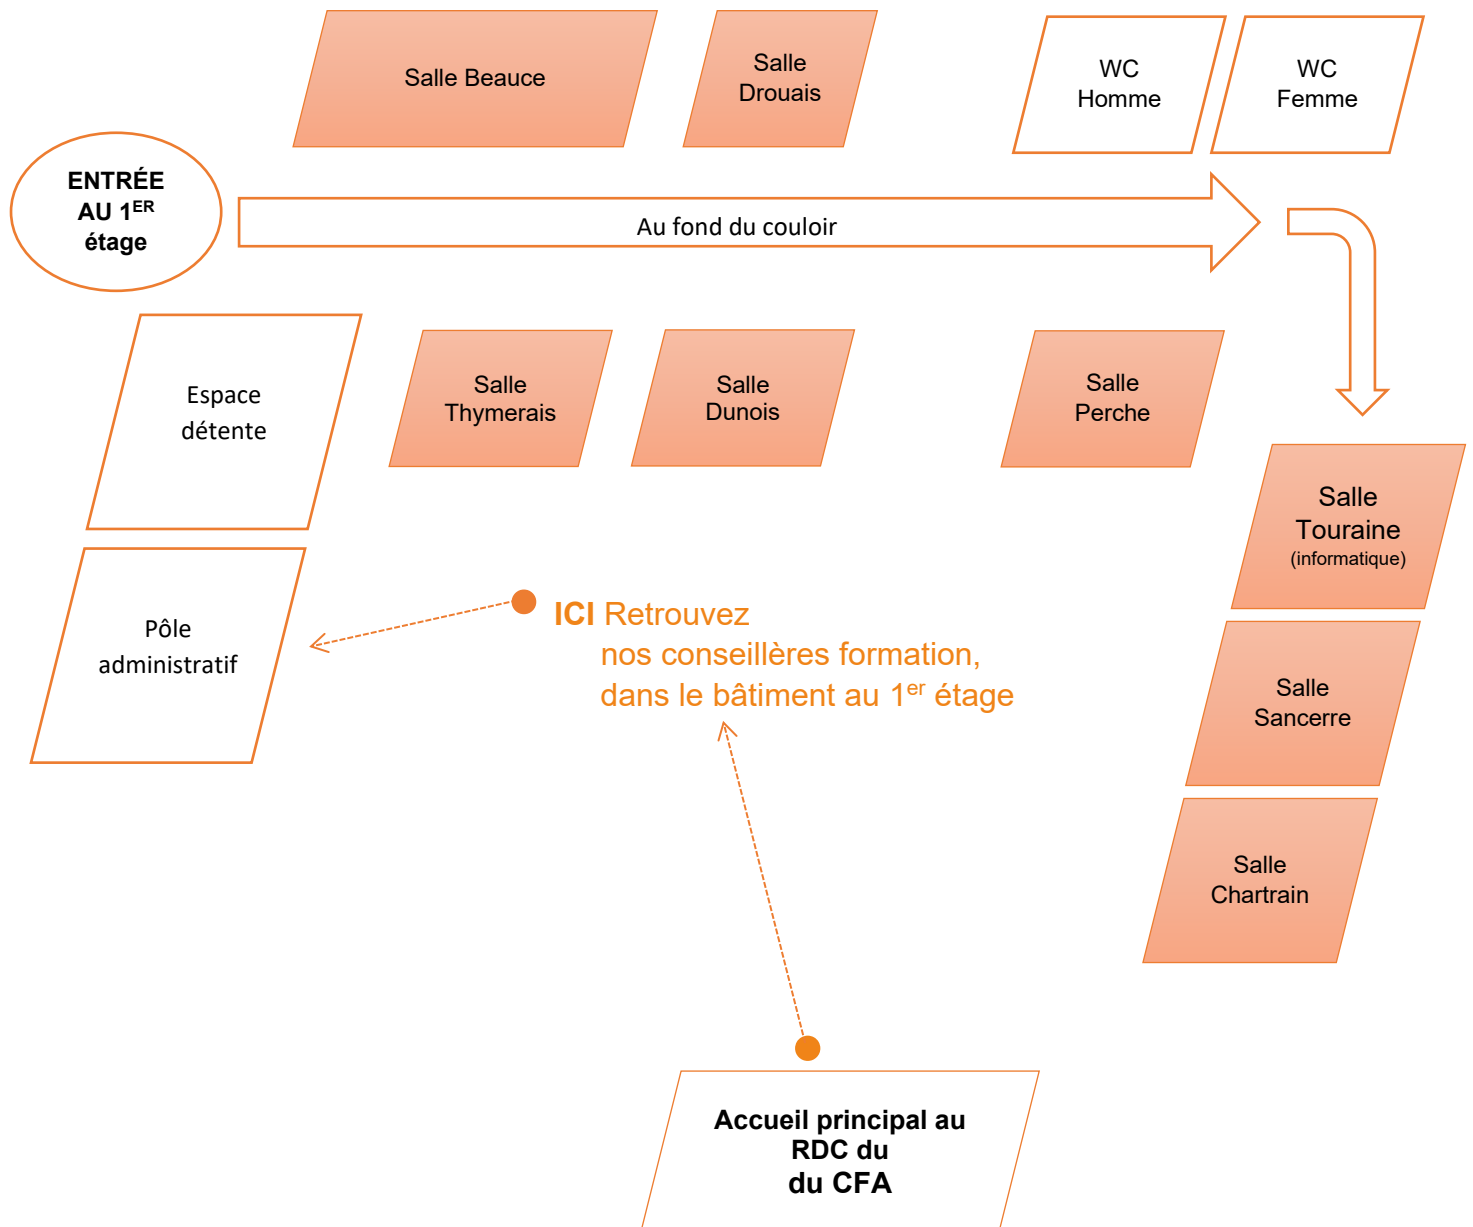 Salle Beauce
Salle
Drouais
WC
Homme
WC
Femme
ENTRÉE
AU 1ER
étage
Au fond du couloir
Espace
détente
Salle
Thymerais
Salle
Dunois
Salle
Perche
Salle
Touraine
(informatique)
Pôle
administratif
ICI Retrouvez
nos conseillères formation,
dans le bâtiment au 1er étage
Salle
Sancerre
Salle
Chartrain
Accueil principal au
RDC du
du CFA